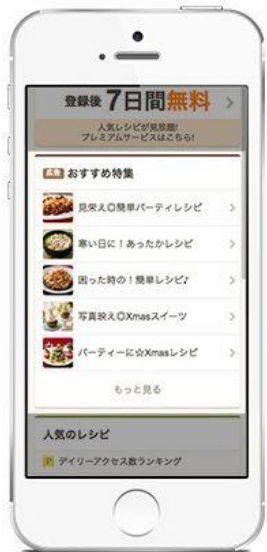 登録後 7日間無料
人気レシピが見放題!
プレミアムサービスはこちら!
広告 おすすめ特集
見栄え◎簡単パーティレシピ
寒い日に！あったかレシピ
困った時の！簡単レシピ♪
写真映え◎Xmasスイーツ
パーティーに☆Xmasレシピ
もっと見る
人気のレシピ
P デイリーアクセス数ランキング